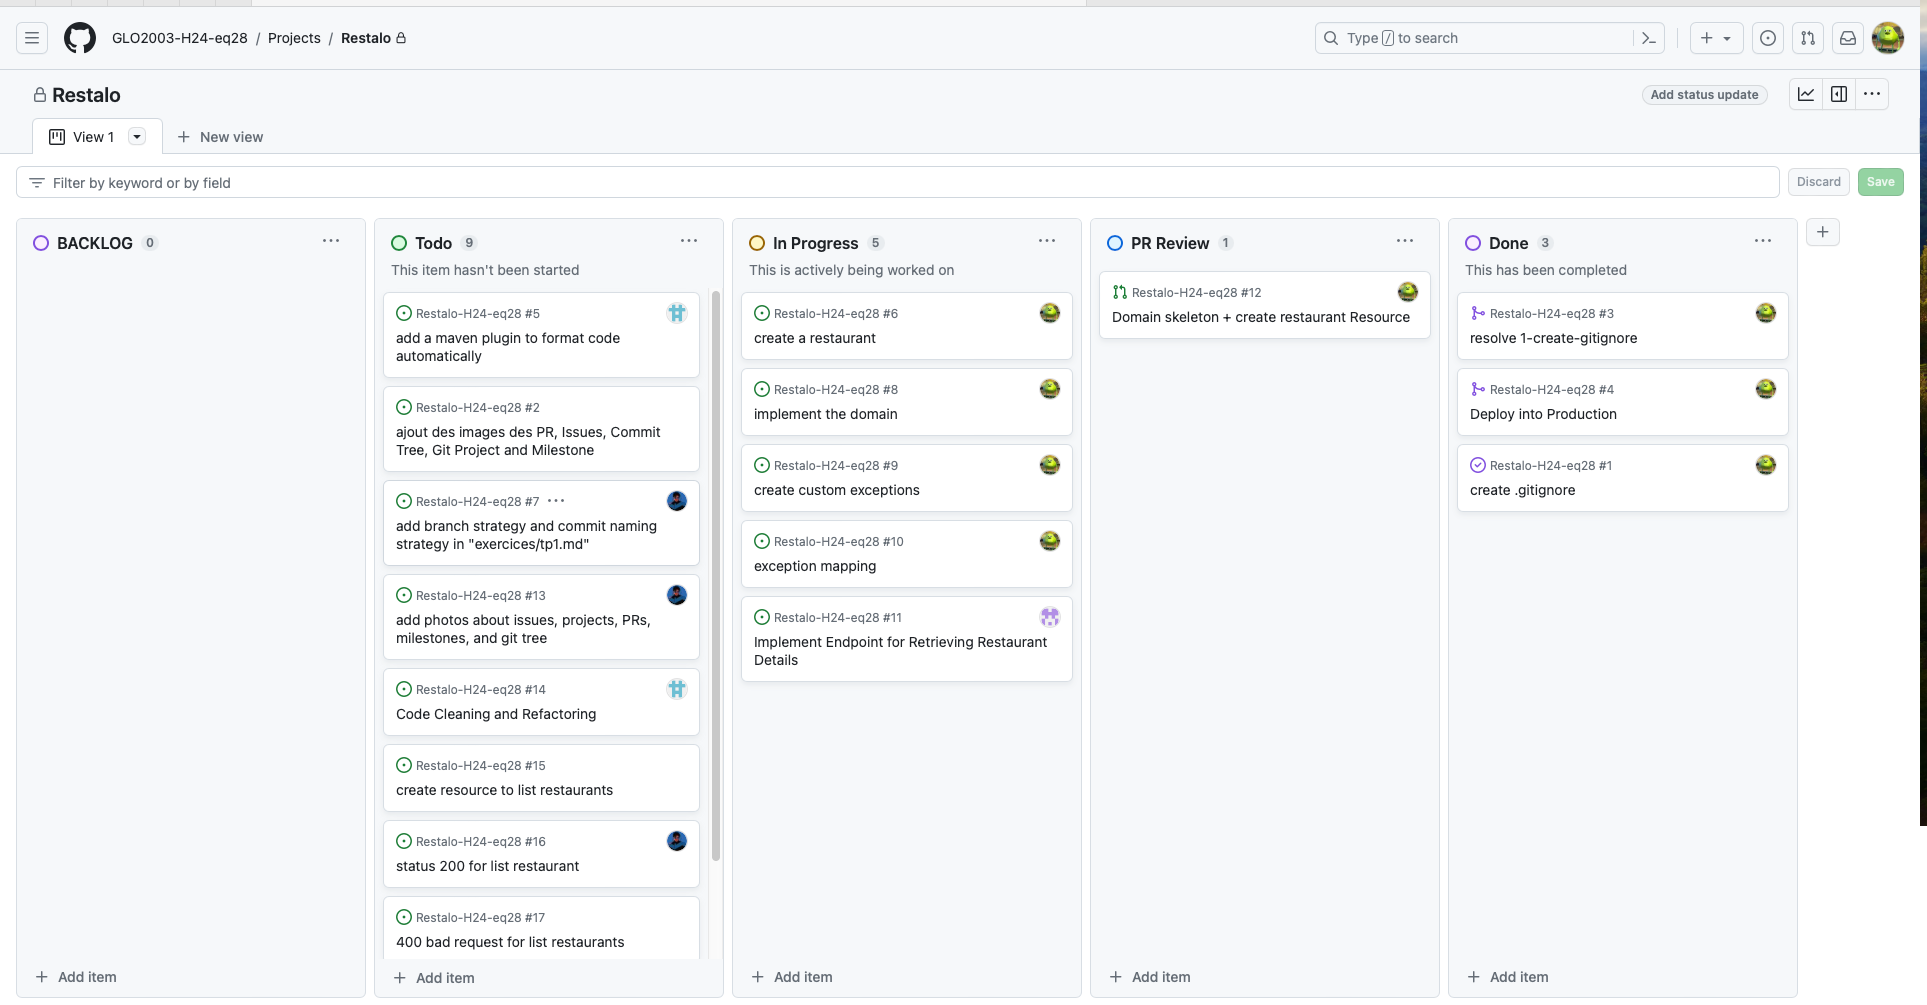 GLO2003-H24-eq28 / Projects / Restalo
Type / to search
Restalo
Add status update
View 1
New view
Filter by keyword or by field
Discard
Save
BACKLOG 0
Add item
Todo 9
This item hasn't been started
Restalo-H24-eq28 #5
add a maven plugin to format code
automatically
Restalo-H24-eq28 #2
ajout des images des PR, Issues, Commit
Tree, Git Project and Milestone
Restalo-H24-eq28 #7
add branch strategy and commit naming
strategy in "exercices/tp1.md"
Restalo-H24-eq28 #13
add photos about issues, projects, PRs,
milestones, and git tree
Restalo-H24-eq28 #14
Code Cleaning and Refactoring
Restalo-H24-eq28 #15
create resource to list restaurants
Restalo-H24-eq28 #16
status 200 for list restaurant
Restalo-H24-eq28 #17
400 bad request for list restaurants
Add item
In Progress 5
This is actively being worked on
Restalo-H24-eq28 #6
create a restaurant
Restalo-H24-eq28 #8
implement the domain
Restalo-H24-eq28 #9
create custom exceptions
Restalo-H24-eq28 #10
exception mapping
Restalo-H24-eq28 #11
Implement Endpoint for Retrieving Restaurant
Details
Add item
PR Review 1
Restalo-H24-eq28 #12
Domain skeleton + create restaurant Resource
Add item
Done 3
This has been completed
Restalo-H24-eq28 #3
resolve 1-create-gitignore
Restalo-H24-eq28 #4
Deploy into Production
Restalo-H24-eq28 #1
create .gitignore
Add item